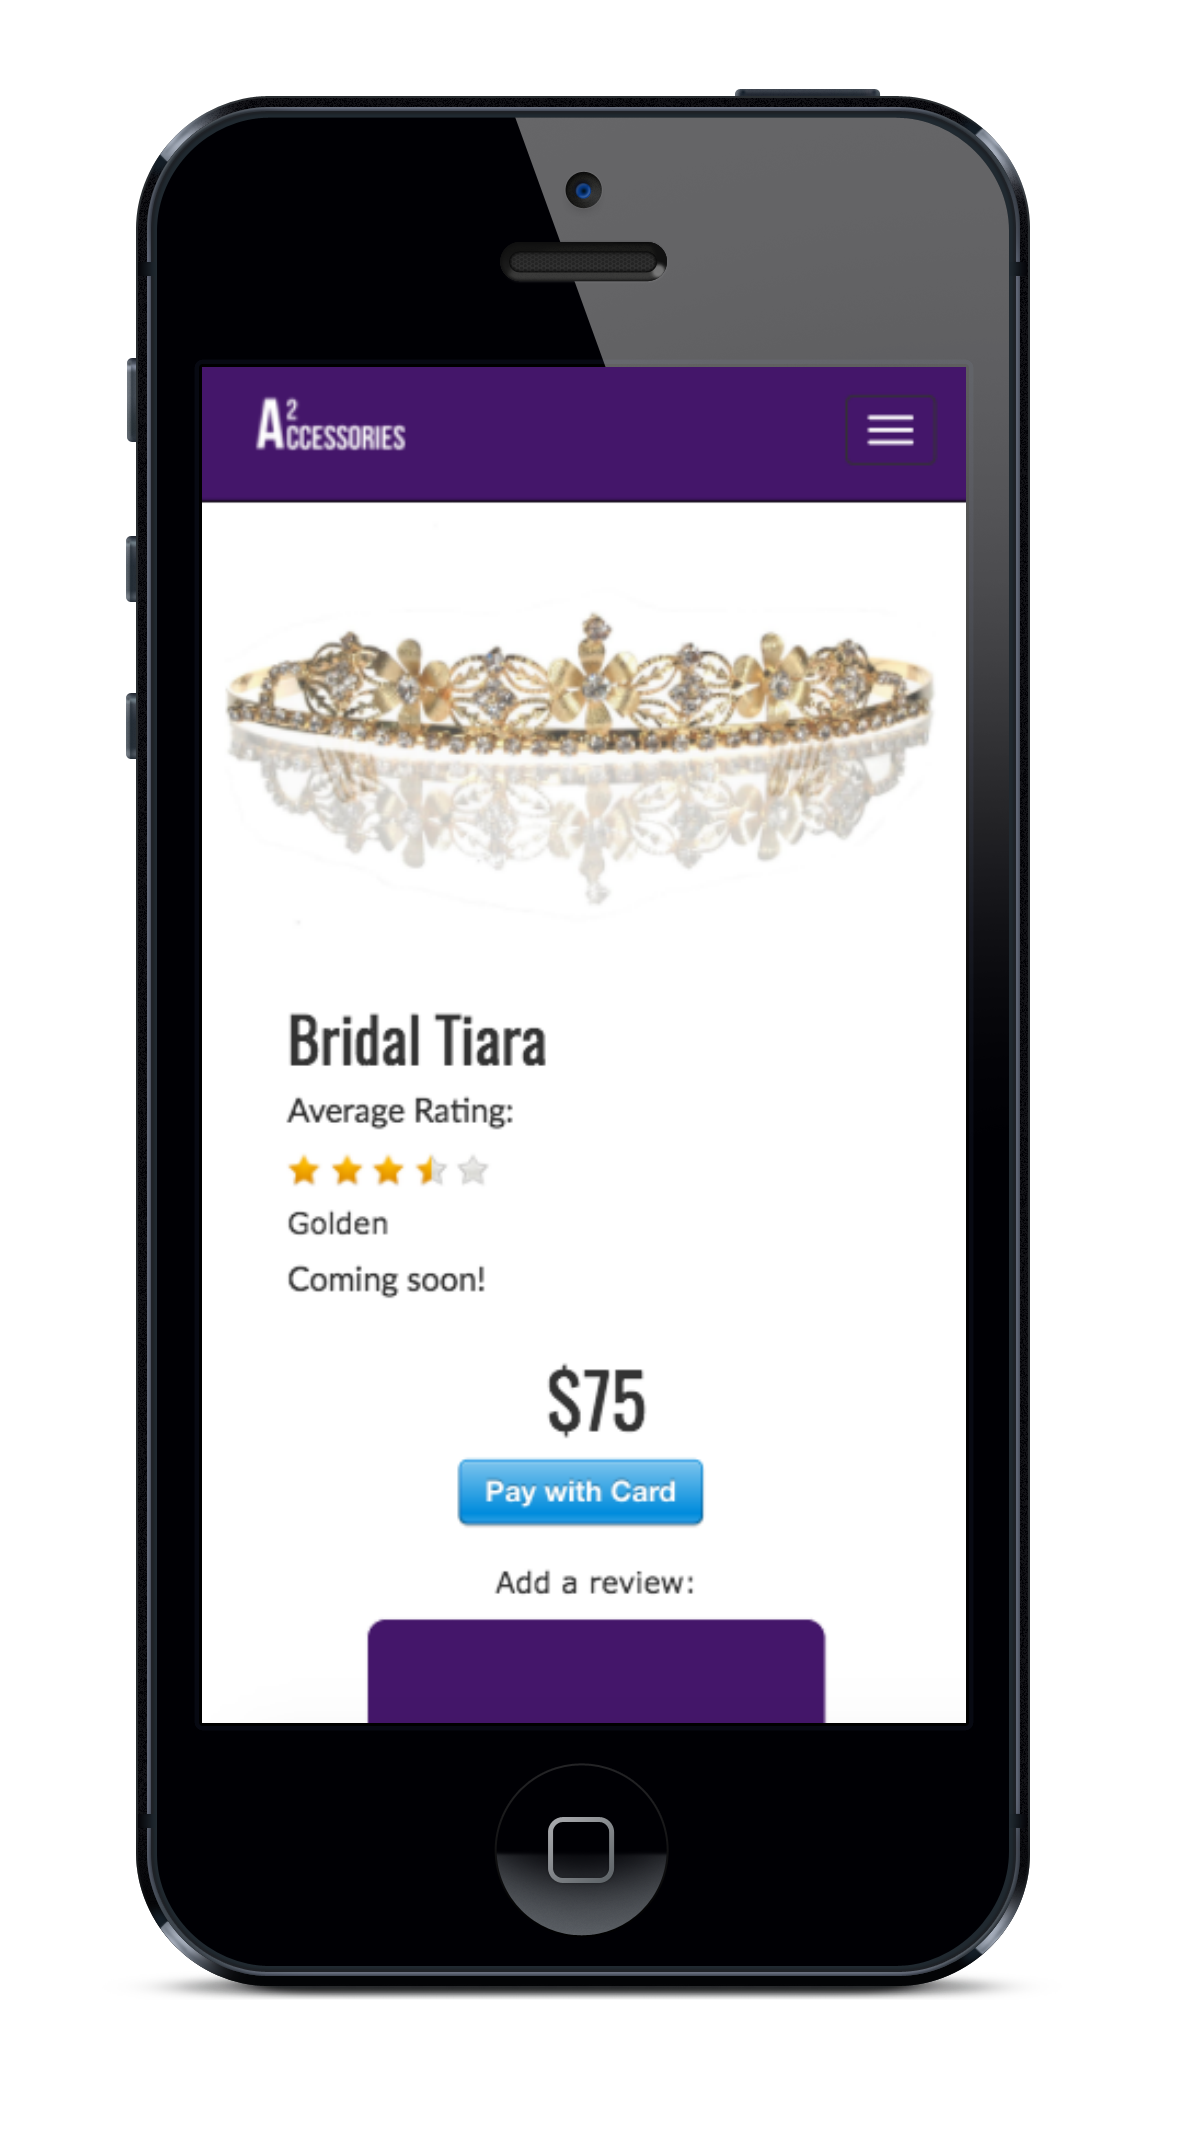 A2CCESSORIES
Bridal Tiara
Average Rating:
Golden
Coming soon!
$75
Pay with Card
Add a review: